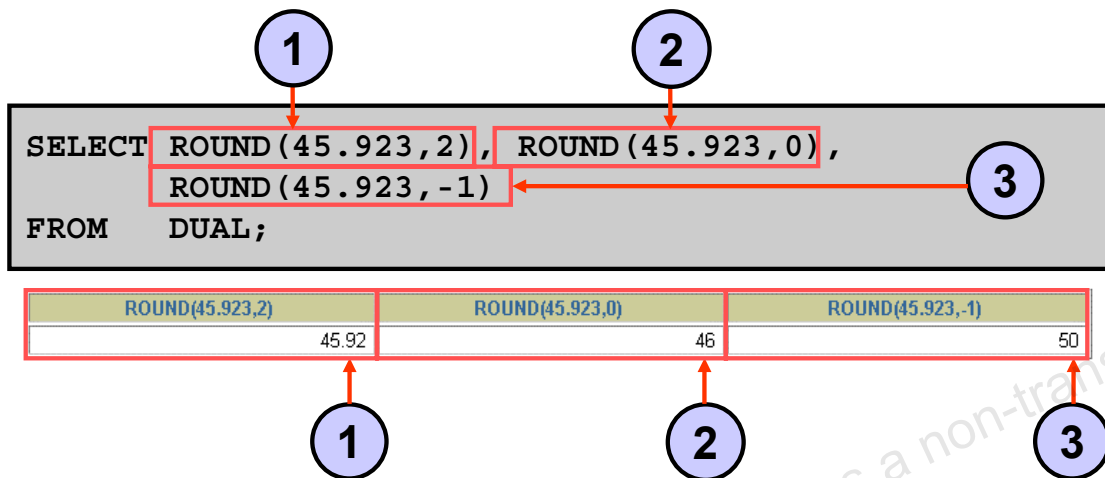 1 2
SELECT ROUND(45.923,2), ROUND(45.923,0),
ROUND(45.923,-1) 3
FROM DUAL;
ROUND(45.923,2) ROUND(45.923,0) ROUND(45.923,-1)
45.92 46 50
1 2 3
s a non-trans